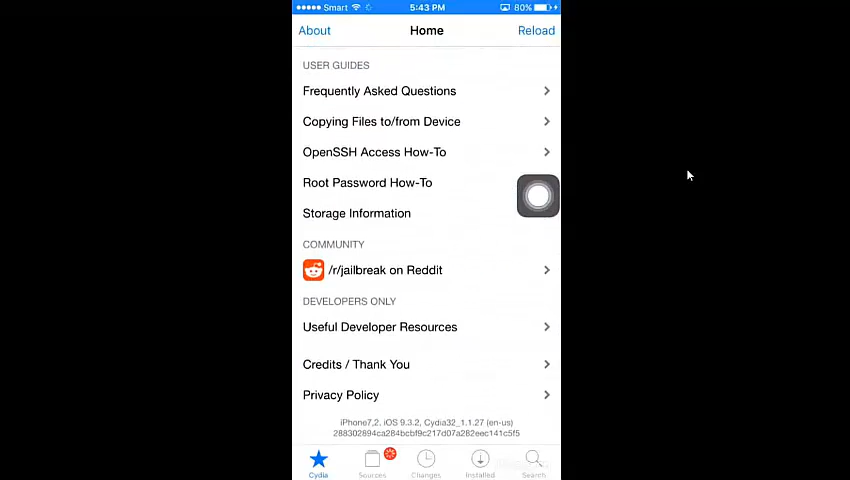 Smart 5:43 PM 80%
About Home Reload
USER GUIDES
Frequently Asked Questions
Copying Files to/from Device
OpenSSH Access How-To
Root Password How-To
Storage Information
COMMUNITY
/r/jailbreak on Reddit
DEVELOPERS ONLY
Useful Developer Resources
Credits / Thank You
Privacy Policy
iPhone7,2, iOS 9.3.2, Cydia32_1.1.27 (en-us)
288302894ca284bcbf9c217d07a282eec141c5f5
Cydia Sources Changes Installed Search